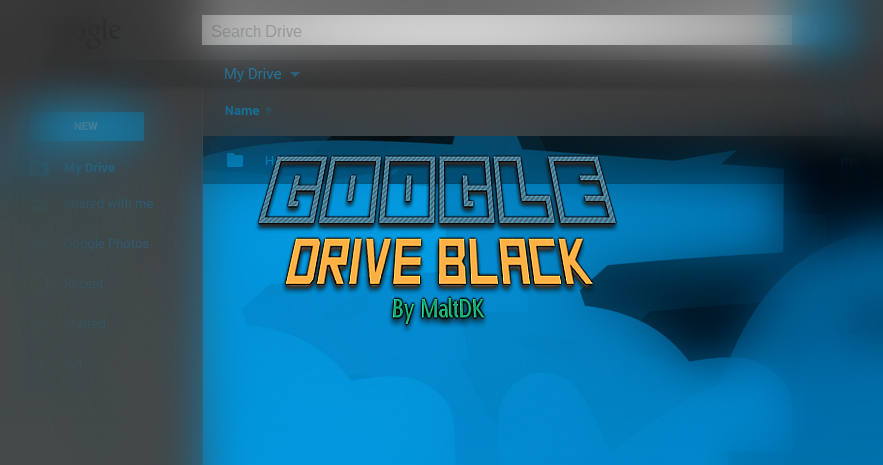 Google
Search Drive
My Drive
Name
NEW
My Drive
Shared with me
Google Photos
Recent
Starred
GOOGLE
DRIVE BLACK
By MaltDK